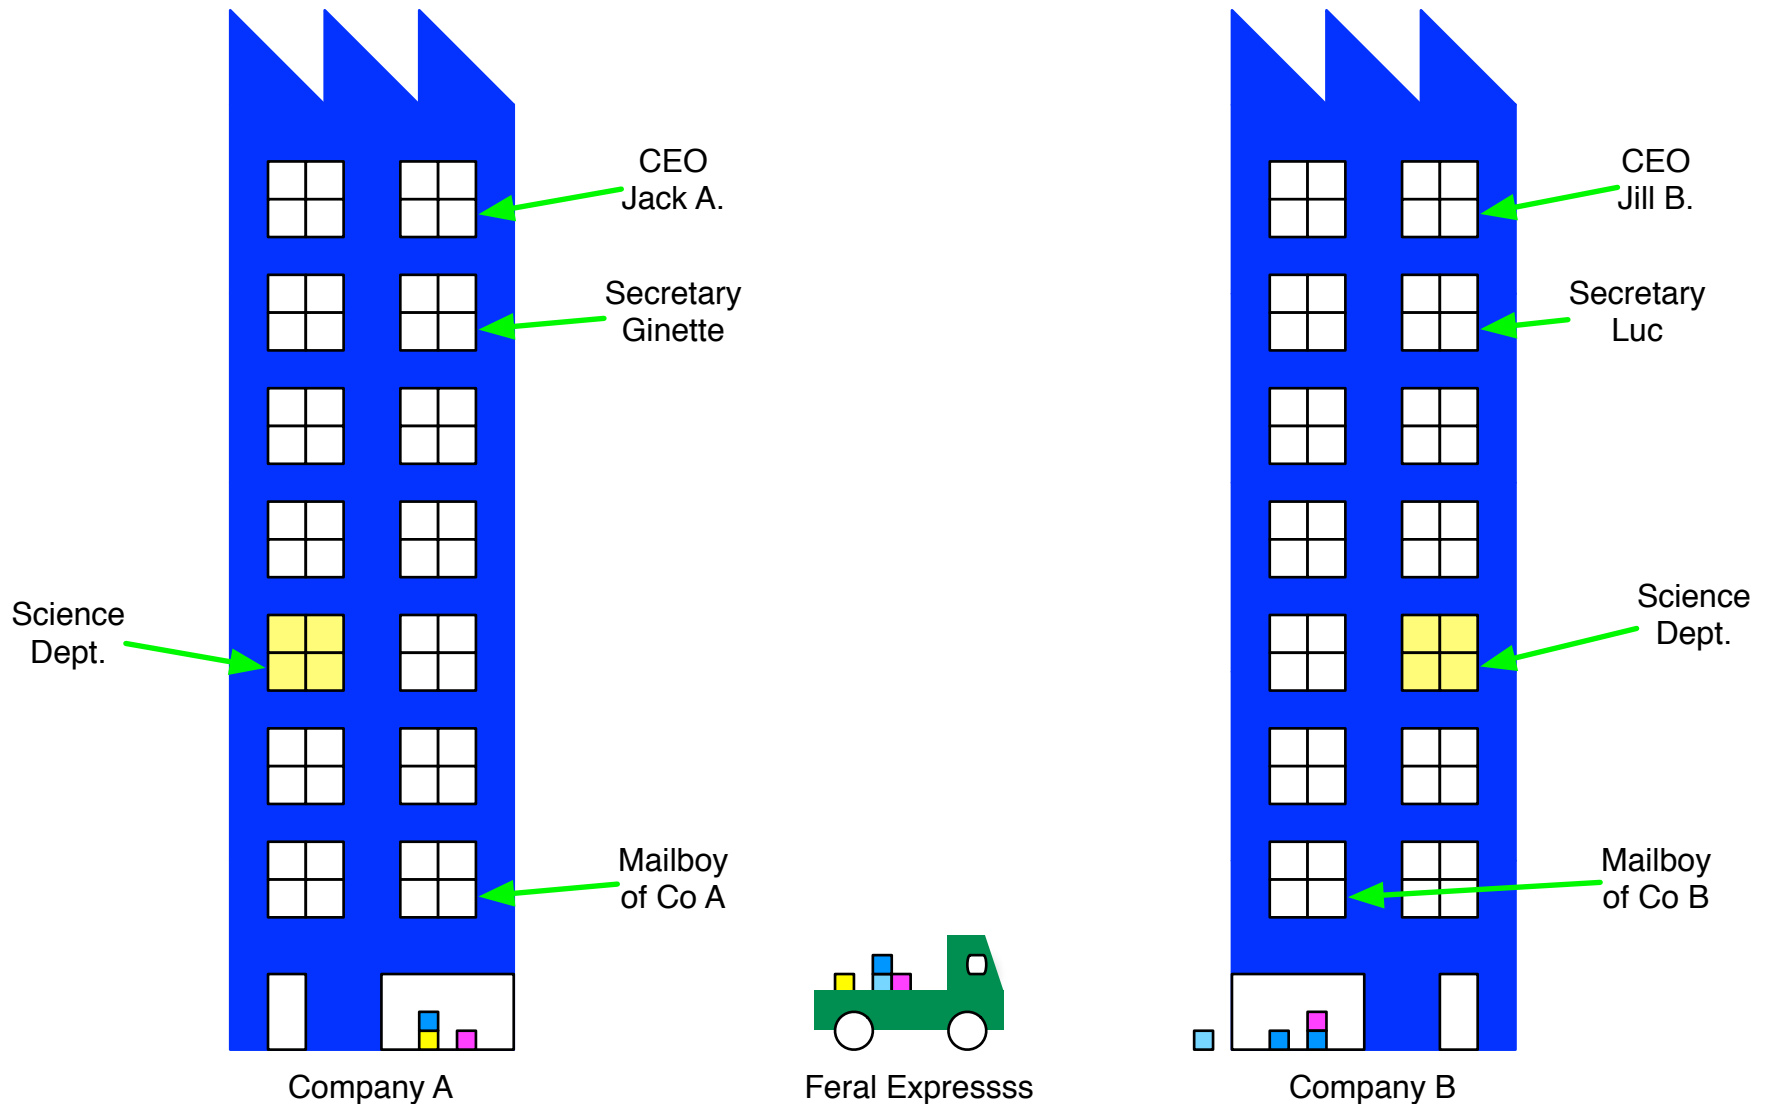 CEO
Jack A.
CEO
Jill B.
Secretary
Ginette
Secretary
Luc
Science
Dept.
Science
Dept.
Mailboy
of Co A
Mailboy
of Co B
Company A
Feral Expressss
Company B